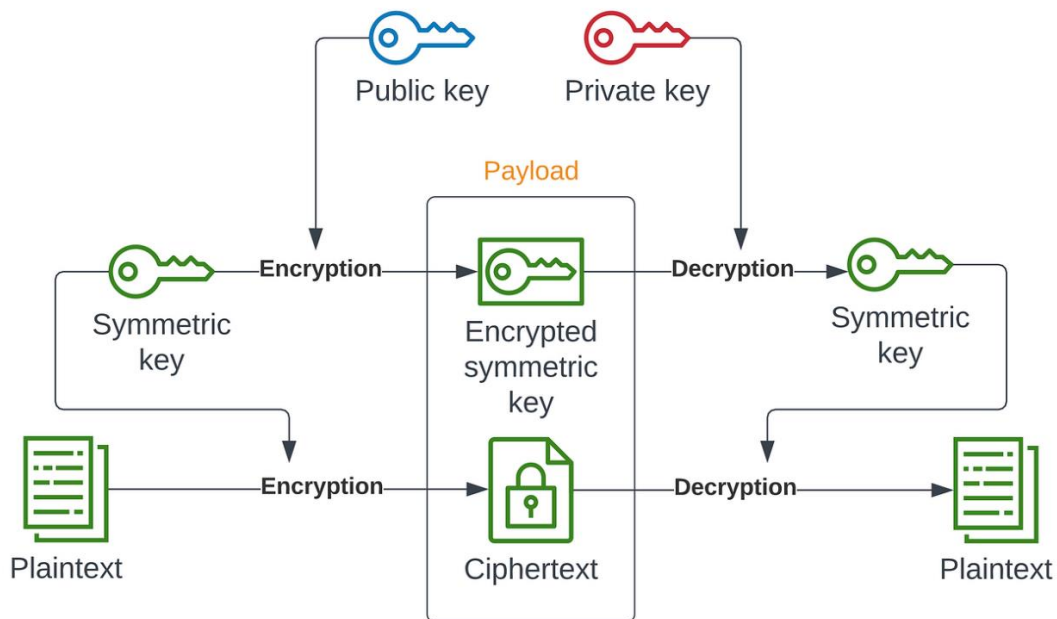 Public key
Private key
Payload
Encryption
Decryption
Symmetric
key
Encrypted
symmetric
key
Symmetric
key
Encryption
Decryption
Plaintext
Ciphertext
Plaintext